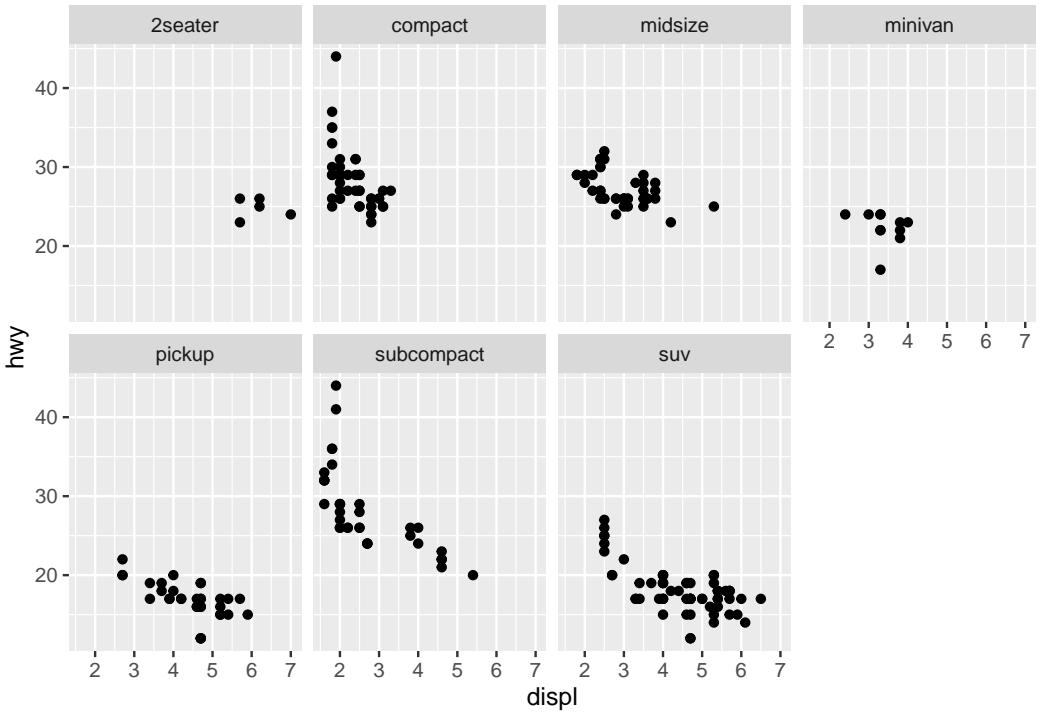 2seater compact midsize minivan
40
30
20
2 3 4 5 6 7
hwy
pickup subcompact suv
40
30
20
2 3 4 5 6 7 2 3 4 5 6 7 2 3 4 5 6 7
displ